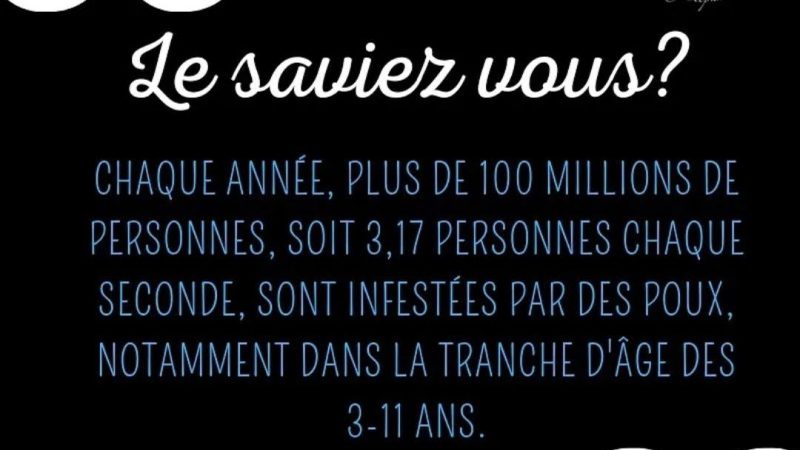 Le saviez vous?
CHAQUE ANNÉE, PLUS DE 100 MILLIONS DE
PERSONNES, SOIT 3,17 PERSONNES CHAQUE
SECONDE, SONT INFESTÉES PAR DES POUX,
NOTAMMENT DANS LA TRANCHE D'ÂGE DES
3-11 ANS.